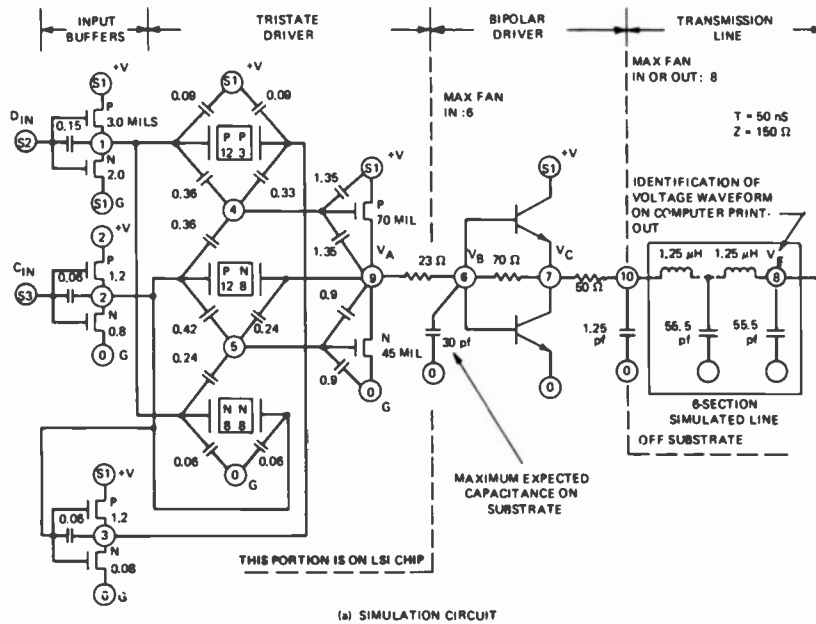 INPUT
BUFFERS
TRISTATE
DRIVER
BIPOLAR
DRIVER
TRANSMISSION
LINE
MAX FAN
IN :6
MAX FAN
IN OR OUT: 8
T = 50 nS
Z = 150 Ω
IDENTIFICATION OF
VOLTAGE WAVEFORM
ON COMPUTER PRINT-
OUT
+V
S1
P
3.0 MILS
D IN
S2
0.15
1
N
2.0
S1 G
+V
2
P
1.2
C IN
S3
0.06
2
N
0.8
0 G
+V
S1
P
1.2
0.06
3
N
0.08
0 G
+V
S1
0.09
0.09
P P
12 3
0.36
0.33
4
0.36
P N
12 8
0.42
0.24
5
0.24
N N
8 8
0.06
0.06
0
G
+V
S1
1.35
P
70 MIL
1.35
VA
9
0.9
N
45 MIL
0.9
0
G
23 Ω
VB
6
70 Ω
30 pf
0
+V
S1
VC
7
0
50 Ω
10
1.25
pf
0
1.25 μH
1.25 μH
V
8
56.5
pf
55.5
pf
6-SECTION
SIMULATED LINE
OFF SUBSTRATE
MAXIMUM EXPECTED
CAPACITANCE ON
SUBSTRATE
THIS PORTION IS ON LSI CHIP
(a) SIMULATION CIRCUIT